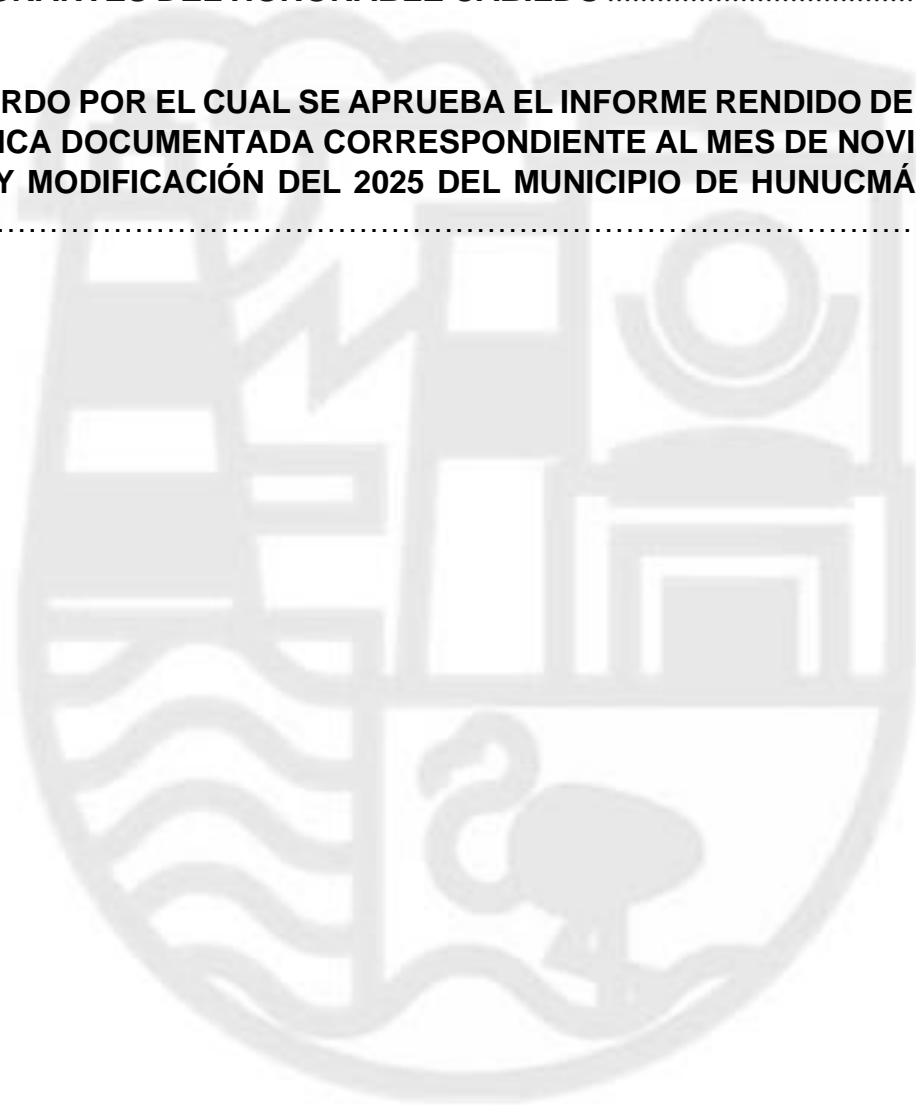 RDO POR EL CUAL SE APRUEBA EL INFORME RENDIDO DE
ICA DOCUMENTADA CORRESPONDIENTE AL MES DE NOVI
Y MODIFICACIÓN DEL 2025 DEL MUNICIPIO DE HUNUCMÁ